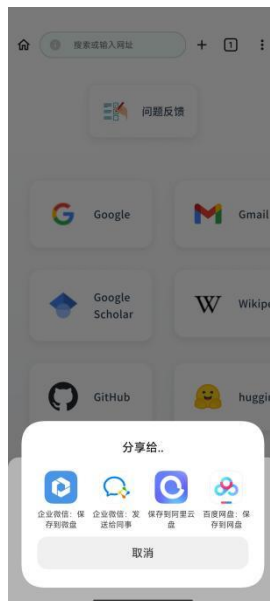 搜索或输入网址
1
问题反馈
Google
Gmail
Google
Scholar
Wikipe
GitHub
huggin
分享给..
企业微信：保
存到微盘
企业微信：发
送给同事
保存到阿里云
盘
百度网盘：保
存到网盘
取消